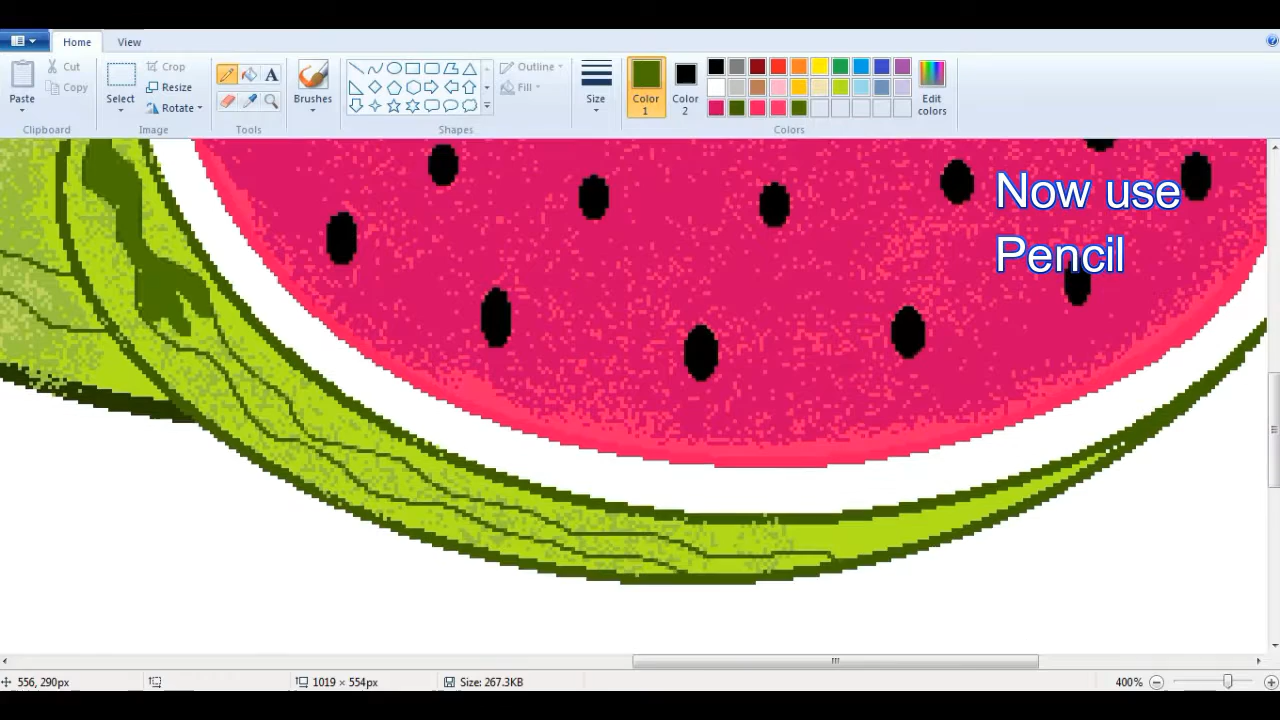 Home View
Cut
Copy
Paste
Clipboard
Select
Crop
Resize
Rotate
Image
A
Tools
Brushes
Outline
Fill
Shapes
Size
Color
1
Color
2
Edit
colors
Colors
Now use
Pencil
556, 290px
1019 × 554px
Size: 267.3KB
400%